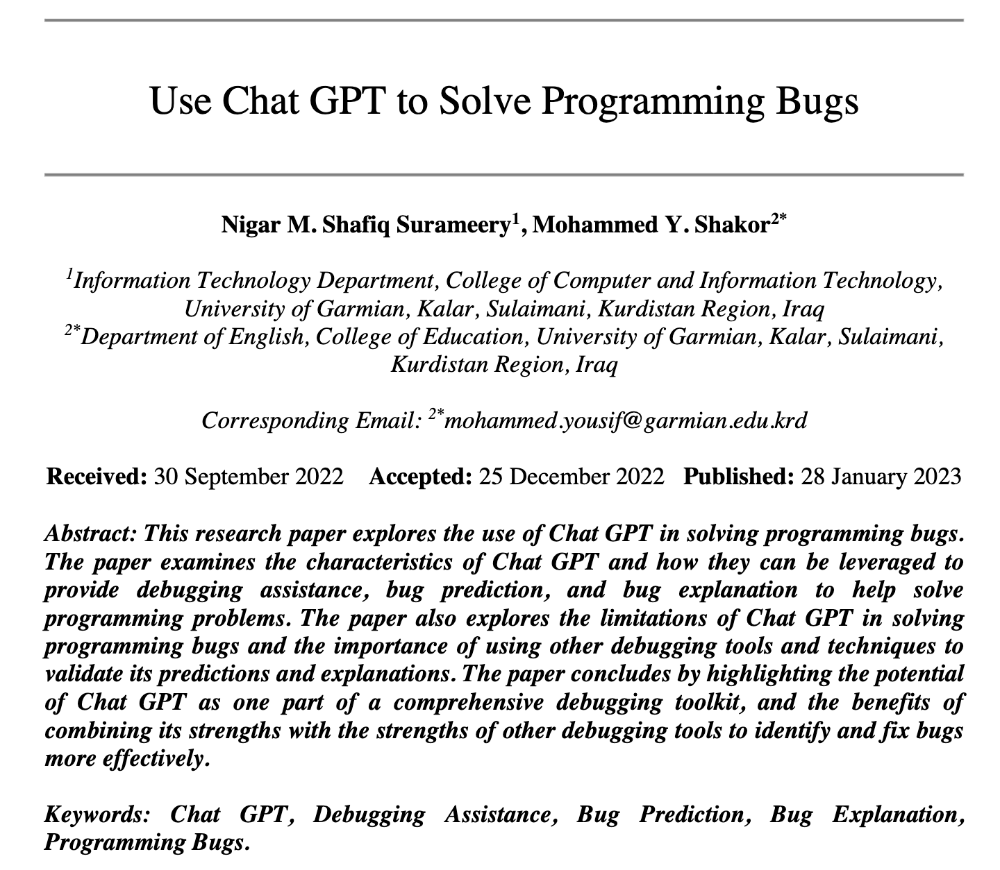 Use Chat GPT to Solve Programming Bugs
Nigar M. Shafiq Surameery1, Mohammed Y. Shakor2*
1Information Technology Department, College of Computer and Information Technology,
University of Garmian, Kalar, Sulaimani, Kurdistan Region, Iraq
2*Department of English, College of Education, University of Garmian, Kalar, Sulaimani,
Kurdistan Region, Iraq
Corresponding Email: 2*mohammed.yousif@garmian.edu.krd
Received: 30 September 2022 Accepted: 25 December 2022 Published: 28 January 2023
Abstract: This research paper explores the use of Chat GPT in solving programming bugs.
The paper examines the characteristics of Chat GPT and how they can be leveraged to
provide debugging assistance, bug prediction, and bug explanation to help solve
programming problems. The paper also explores the limitations of Chat GPT in solving
programming bugs and the importance of using other debugging tools and techniques to
validate its predictions and explanations. The paper concludes by highlighting the potential
of Chat GPT as one part of a comprehensive debugging toolkit, and the benefits of
combining its strengths with the strengths of other debugging tools to identify and fix bugs
more effectively.
Keywords: Chat GPT, Debugging Assistance, Bug Prediction, Bug Explanation,
Programming Bugs.